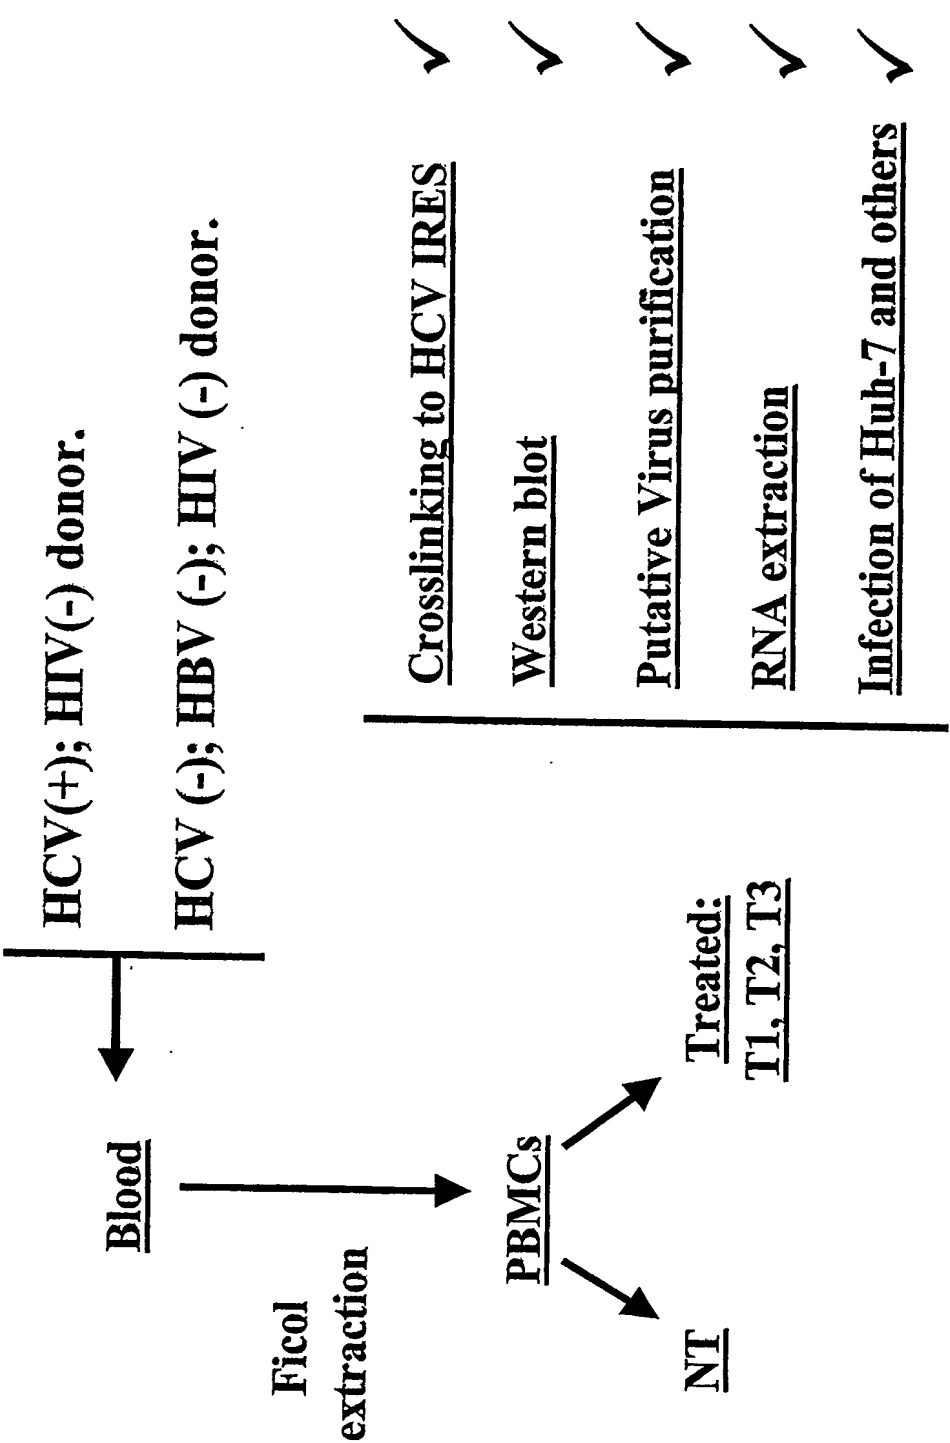 HCV(+); HIV(-) donor.
HCV (-); HBV (-); HIV (-) donor.
Blood
Ficol
extraction
PBMCs
NT
Treated:
T1, T2, T3
Crosslinking to HCV IRES
Western blot
Putative Virus purification
RNA extraction
Infection of Huh-7 and others